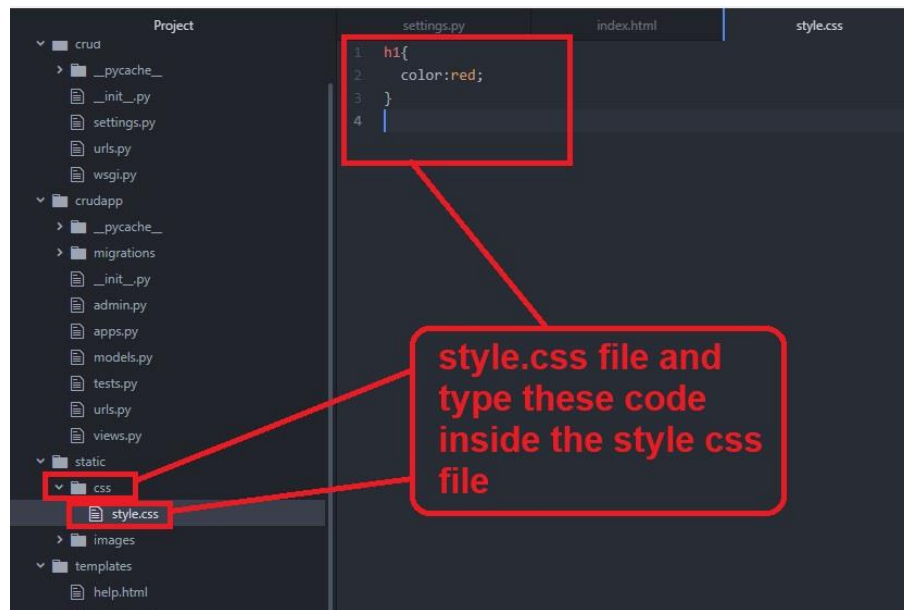 Project
settings.py
index.html
style.css
crud
__pycache__
__init__.py
settings.py
urls.py
wsgi.py
crudapp
__pycache__
migrations
__init__.py
admin.py
apps.py
models.py
tests.py
urls.py
views.py
static
css
style.css
images
templates
help.html
1 h1{
2 color:red;
3 }
4
style.css file and
type these code
inside the style css
file